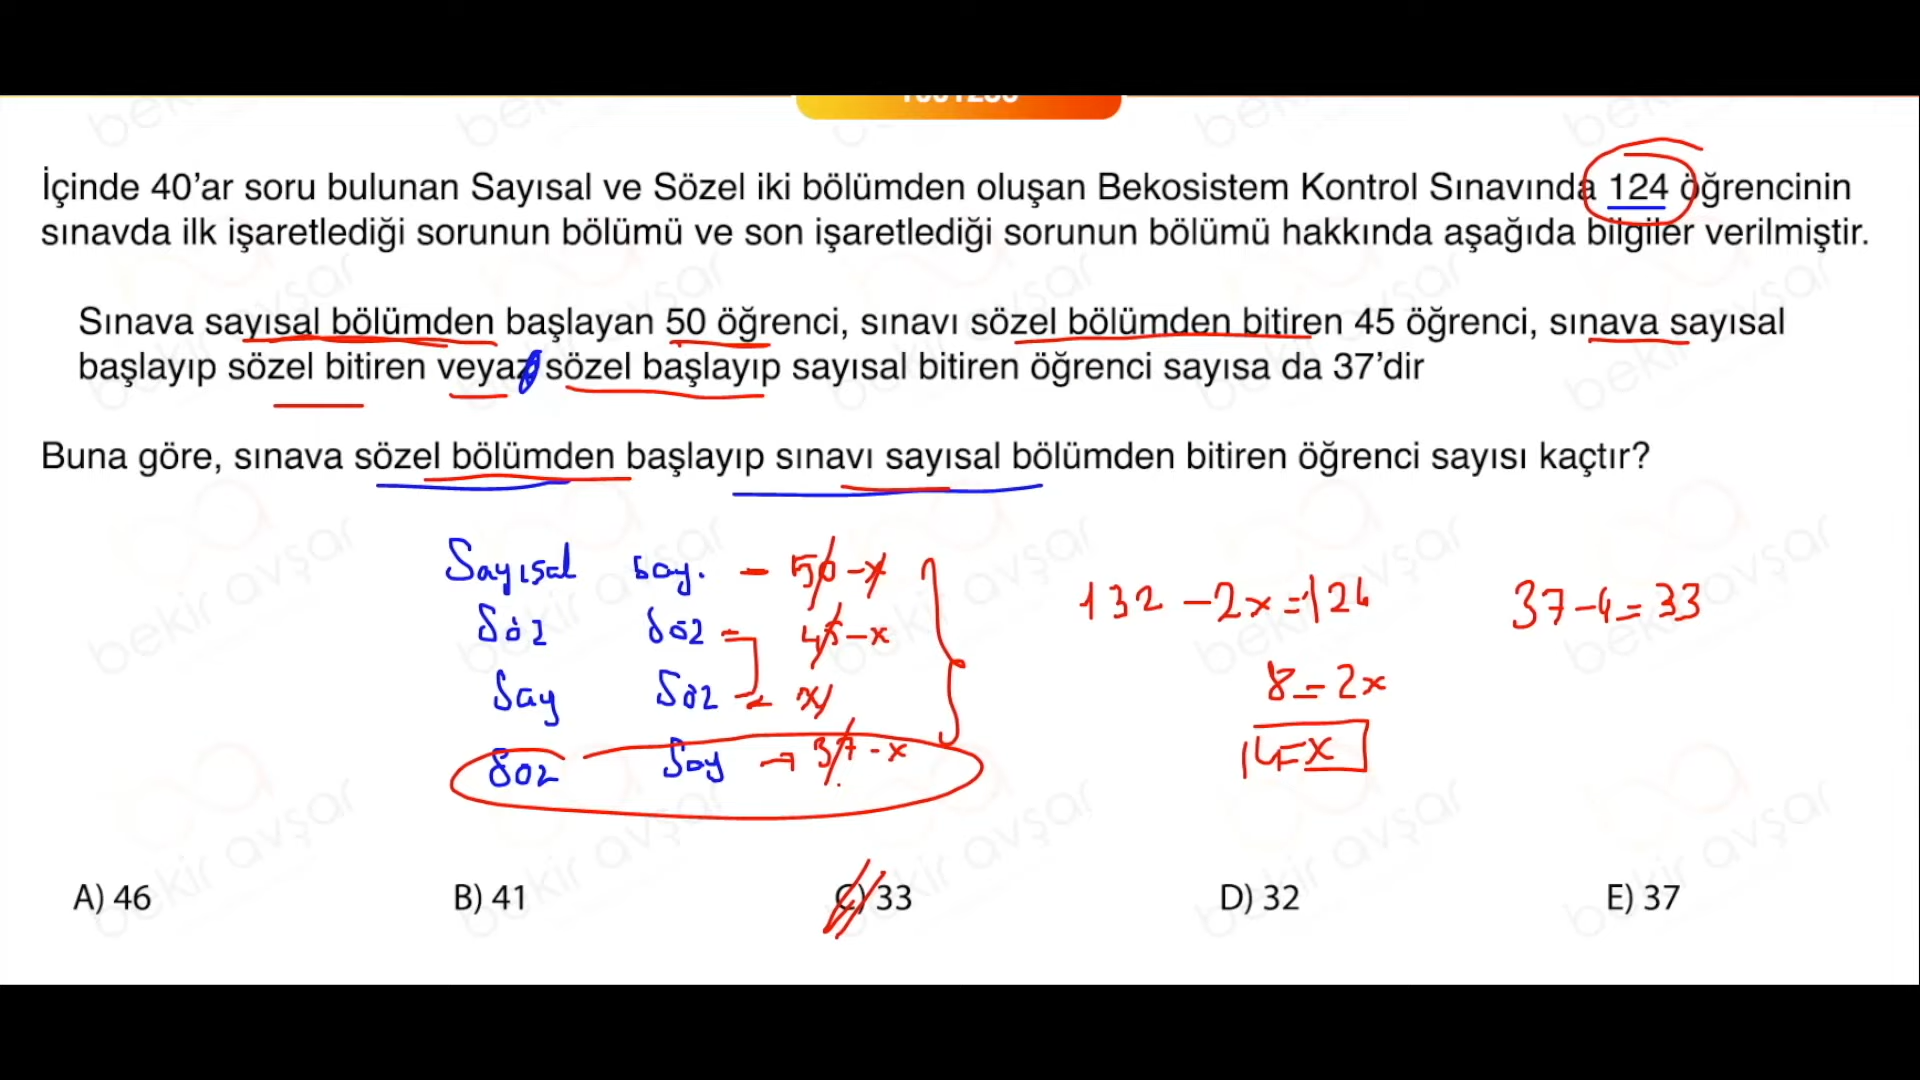 İçinde 40’ar soru bulunan Sayısal ve Sözel iki bölümden oluşan Bekosistem Kontrol Sınavında 124 öğrencinin
sınavda ilk işaretlediği sorunun bölümü ve son işaretlediği sorunun bölümü hakkında aşağıda bilgiler verilmiştir.
Sınava sayısal bölümden başlayan 50 öğrenci, sınavı sözel bölümden bitiren 45 öğrenci, sınava sayısal
başlayıp sözel bitiren veya sözel başlayıp sayısal bitiren öğrenci sayısa da 37’dir
Buna göre, sınava sözel bölümden başlayıp sınavı sayısal bölümden bitiren öğrenci sayısı kaçtır?
Sayısal say. - 50-x
Söz Söz - 45-x
Say Söz - x
Söz Say → 37-x
132 - 2x = 124
8 = 2x
4 = x
37-4=33
A) 46
B) 41
C) 33
D) 32
E) 37
bekir avşar